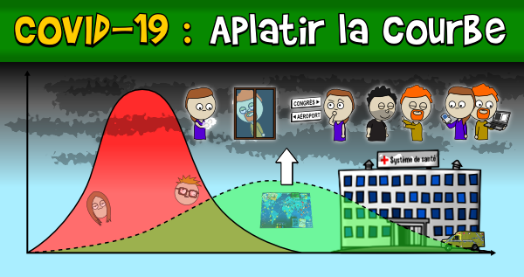 COVID-19 : Aplatir la courbe
CONGRÈS
AÉROPORT
Système de santé